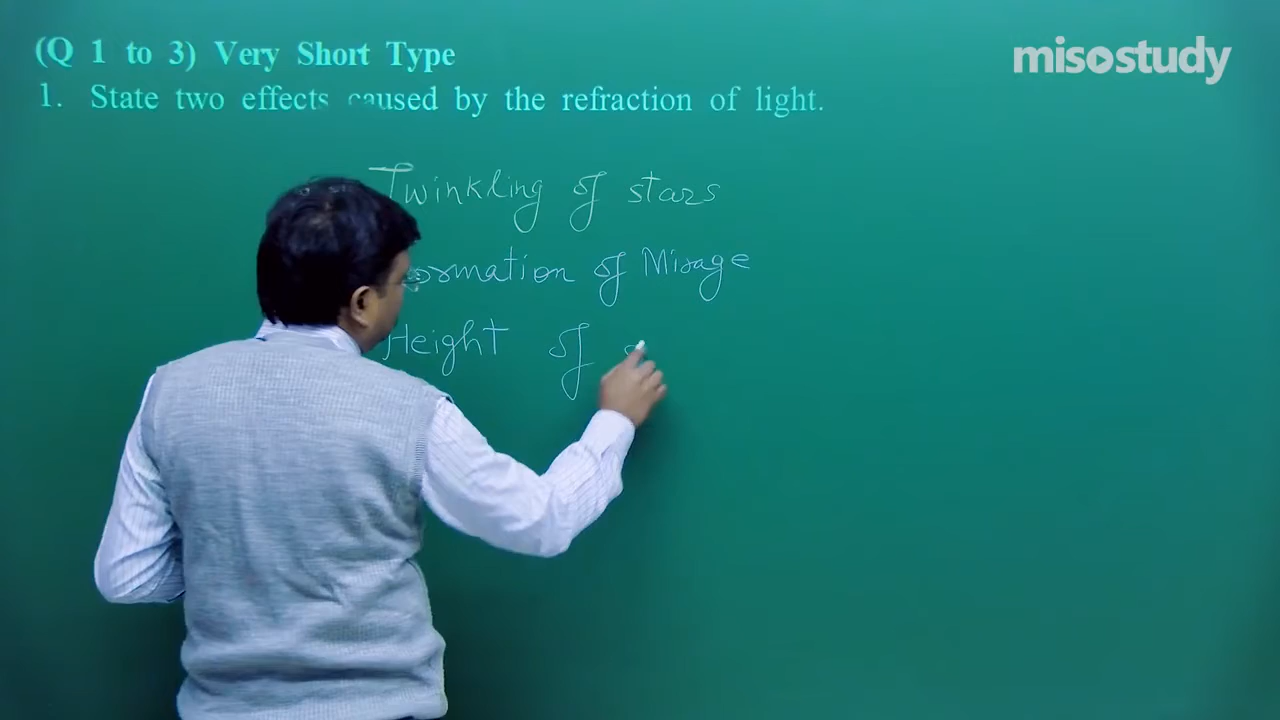 (Q 1 to 3) Very Short Type
misostudy
1. State two effects caused by the refraction of light.
Twinkling of stars
ormation of Mirage
Height of